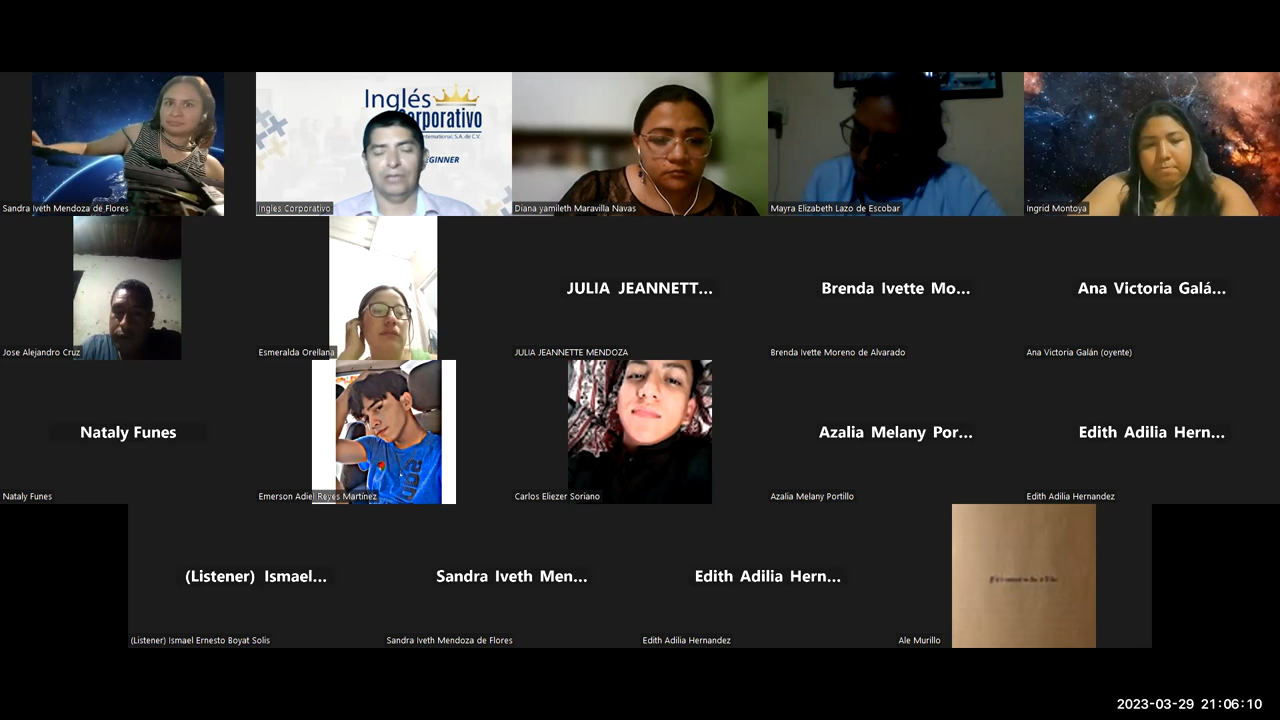 Inglés
Corporativo
International, S.A. de C.V.
EGINNER
Sandra Iveth Mendoza de Flores
Ingles Corporativo
Diana yamileth Maravilla Navas
Mayra Elizabeth Lazo de Escobar
Ingrid Montoya
JULIA JEANNETT...
Brenda Ivette Mo...
Ana Victoria Galá...
Jose Alejandro Cruz
Esmeralda Orellana
JULIA JEANNETTE MENDOZA
Brenda Ivette Moreno de Alvarado
Ana Victoria Galán (oyente)
Nataly Funes
Azalia Melany Por...
Edith Adilia Hern...
Nataly Funes
Emerson Adiel Reyes Martínez
Carlos Eliezer Soriano
Azalia Melany Portillo
Edith Adilia Hernandez
(Listener) Ismael...
Sandra Iveth Men...
Edith Adilia Hern...
(Listener) Ismael Ernesto Boyat Solis
Sandra Iveth Mendoza de Flores
Edith Adilia Hernandez
Ale Murillo
2023-03-29 21:06:10